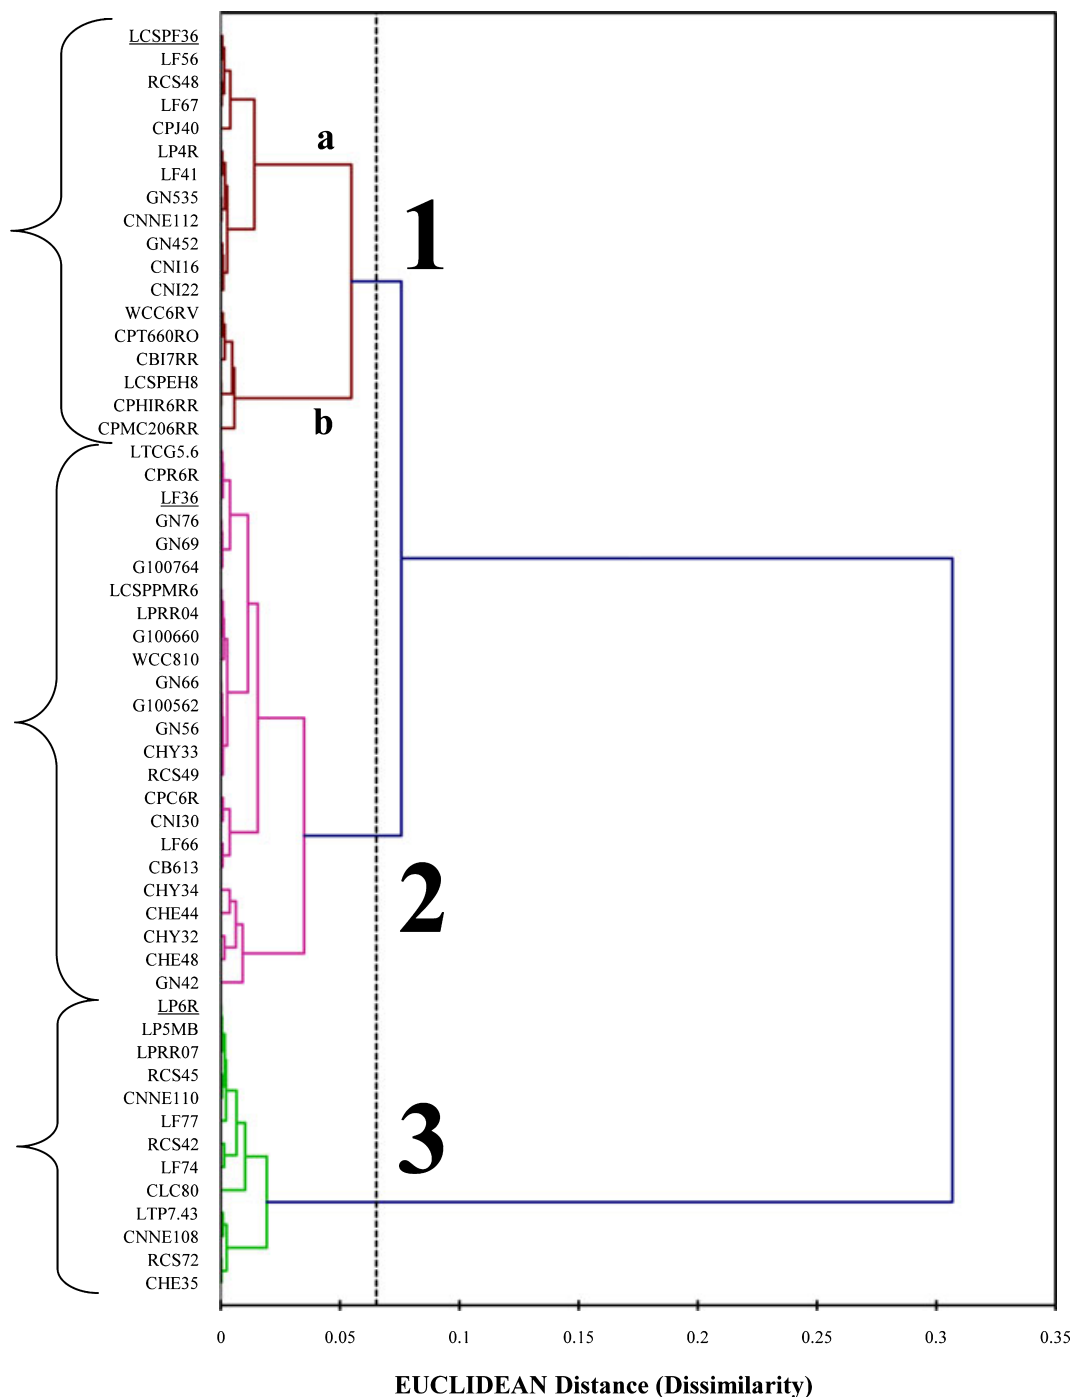 LCSPF36
LF56
RCS48
LF67
CPJ40
a
LP4R
LF41
GN535
1
CNNE112
GN452
CNI16
CNI22
WCC6RV
CPT660RO
CBI7RR
LCSPEH8
CPHIR6RR
b
CPMC206RR
LTCG5.6
CPR6R
LF36
GN76
GN69
G100764
LCSPPMR6
LPRR04
G100660
WCC810
GN66
G100562
GN56
CHY33
RCS49
CPC6R
CNI30
LF66
CB613
CHY34
2
CHE44
CHY32
CHE48
GN42
LP6R
LP5MB
LPRR07
RCS45
CNNE110
LF77
3
RCS42
LF74
CLC80
LTP7.43
CNNE108
RCS72
CHE35
0 0.05 0.1 0.15 0.2 0.25 0.3 0.35
EUCLIDEAN Distance (Dissimilarity)